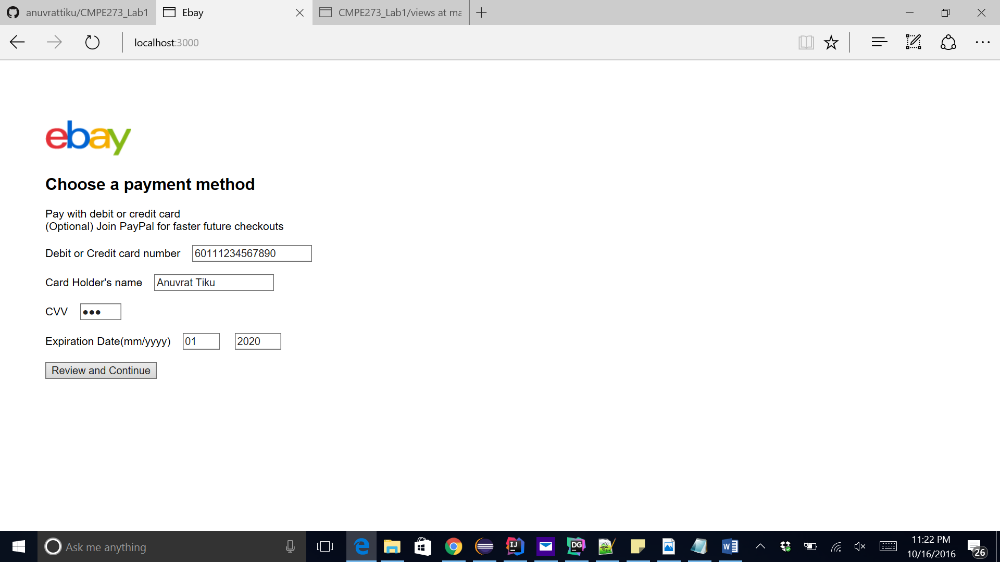 anuvrattiku/CMPE273_Lab1
Ebay
CMPE273_Lab1/views at ma
localhost:3000
ebay
Choose a payment method
Pay with debit or credit card
(Optional) Join PayPal for faster future checkouts
Debit or Credit card number 60111234567890
Card Holder's name Anuvrat Tiku
CVV ●●●
Expiration Date(mm/yyyy) 01 2020
Review and Continue
Ask me anything
IJ
DG
W
11:22 PM
10/16/2016
26